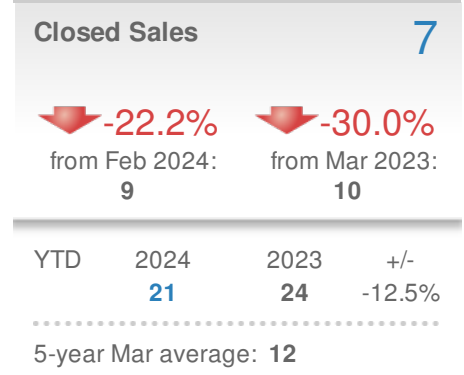 Closed Sales 7
-22.2% -30.0%
from Feb 2024: from Mar 2023:
9 10
YTD 2024 2023 +/-
21 24 -12.5%
5-year Mar average: 12